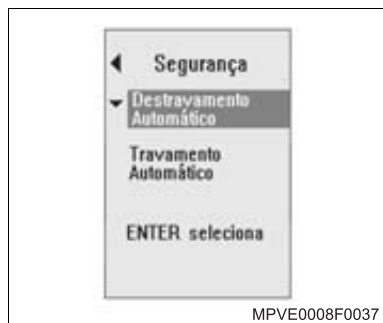 Segurança
Destravamento
Automático
Travamento
Automático
ENTER seleciona
MPVE0008F0037